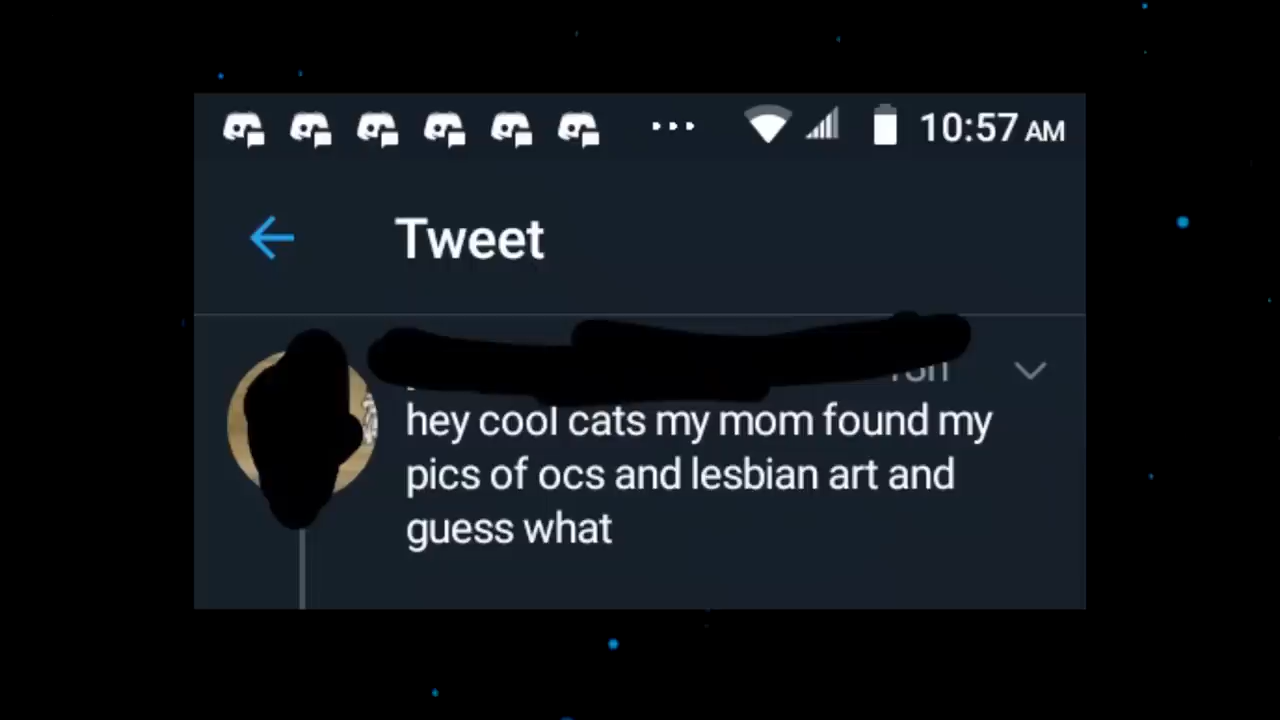 10:57 AM
Tweet
hey cool cats my mom found my
pics of ocs and lesbian art and
guess what